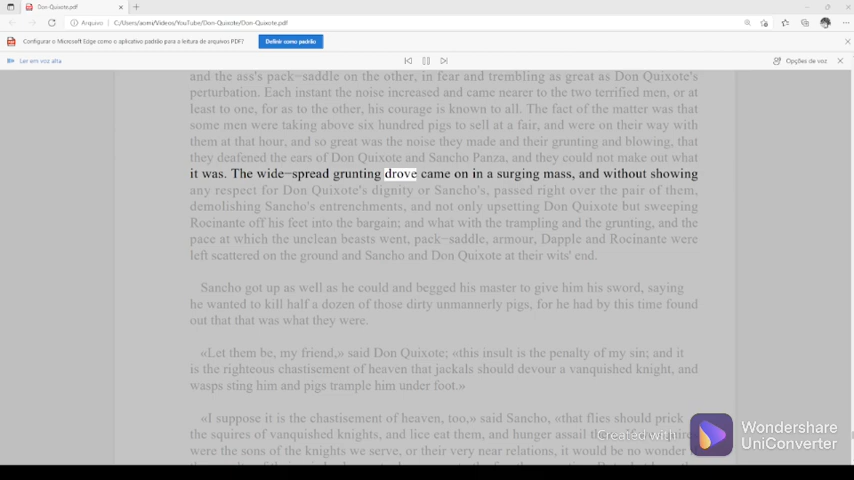 Don-Quixote.pdf
Arquivo
C:/Users/acens/Videos/YouTube/Don-Quixote/Don-Quixote.pdf
Configurar o Microsoft Edge como o aplicativo padrão para a leitura de arquivos PDF?
Definir como padrão
Ler em voz alta
Opções de voz
and the ass's pack−saddle on the other, in fear and trembling as great as Don Quixote's
perturbation. Each instant the noise increased and came nearer to the two terrified men, or at
least to one, for as to the other, his courage is known to all. The fact of the matter was that
some men were taking above six hundred pigs to sell at a fair, and were on their way with
them at that hour, and so great was the noise they made and their grunting and blowing, that
they deafened the ears of Don Quixote and Sancho Panza, and they could not make out what
it was. The wide−spread grunting drove came on in a surging mass, and without showing
any respect for Don Quixote's dignity or Sancho's, passed right over the pair of them,
demolishing Sancho's entrenchments, and not only upsetting Don Quixote but sweeping
Rocinante off his feet into the bargain; and what with the trampling and the grunting, and the
pace at which the unclean beasts went, pack−saddle, armour, Dapple and Rocinante were
left scattered on the ground and Sancho and Don Quixote at their wits' end.
Sancho got up as well as he could and begged his master to give him his sword, saying
he wanted to kill half a dozen of those dirty unmannerly pigs, for he had by this time found
out that that was what they were.
«Let them be, my friend,» said Don Quixote; «this insult is the penalty of my sin; and it
is the righteous chastisement of heaven that jackals should devour a vanquished knight, and
wasps sting him and pigs trample him under foot.»
«I suppose it is the chastisement of heaven, too,» said Sancho, «that flies should prick
the squires of vanquished knights, and lice eat them, and hunger assail
were the sons of the knights we serve, or their very near relations, it would be no wonder
Created with
Wondershare
UniConverter